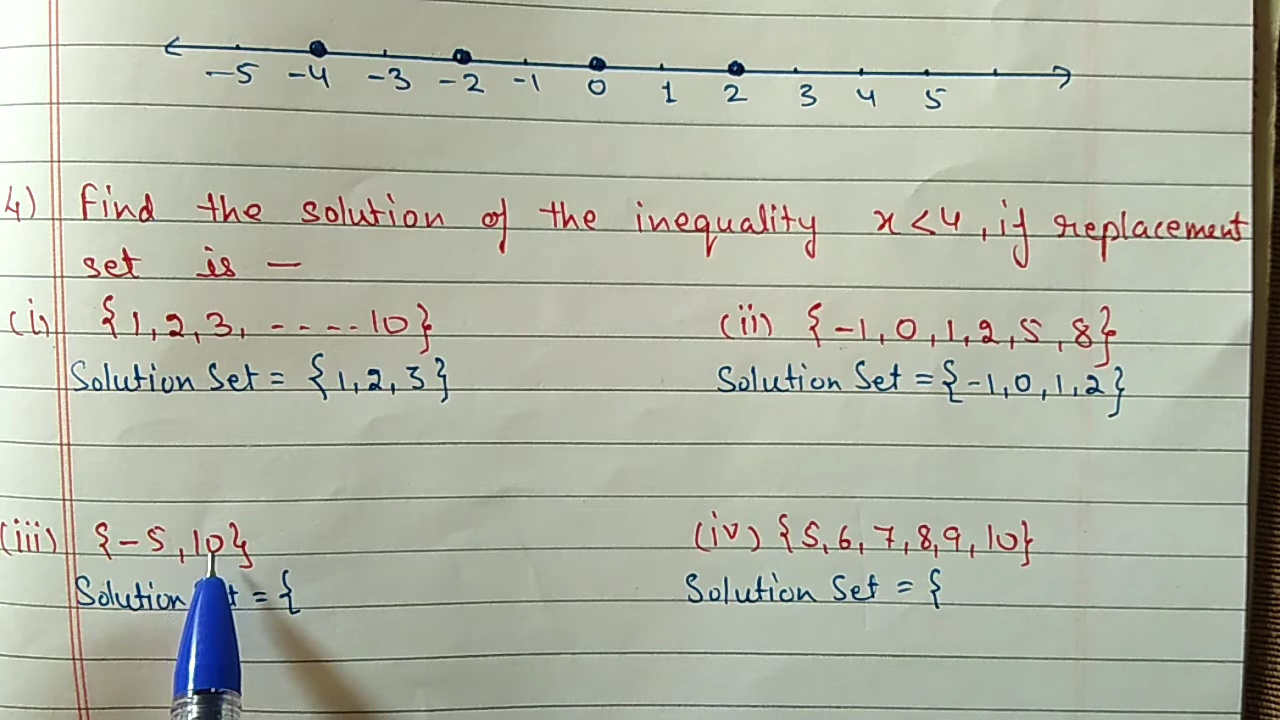 -5 -4 -3 -2 -1 0 1 2 3 4 5
4) Find the solution of the inequality x<4, if replacement
set is —
(i) {1,2,3,-----10}
(ii) {-1,0,1,2,5,8}
Solution Set = {1,2,3}
Solution Set = {-1,0,1,2}
(iii) {-5,10}
(iv) {5,6,7,8,9,10}
Solution = {
Solution Set = {